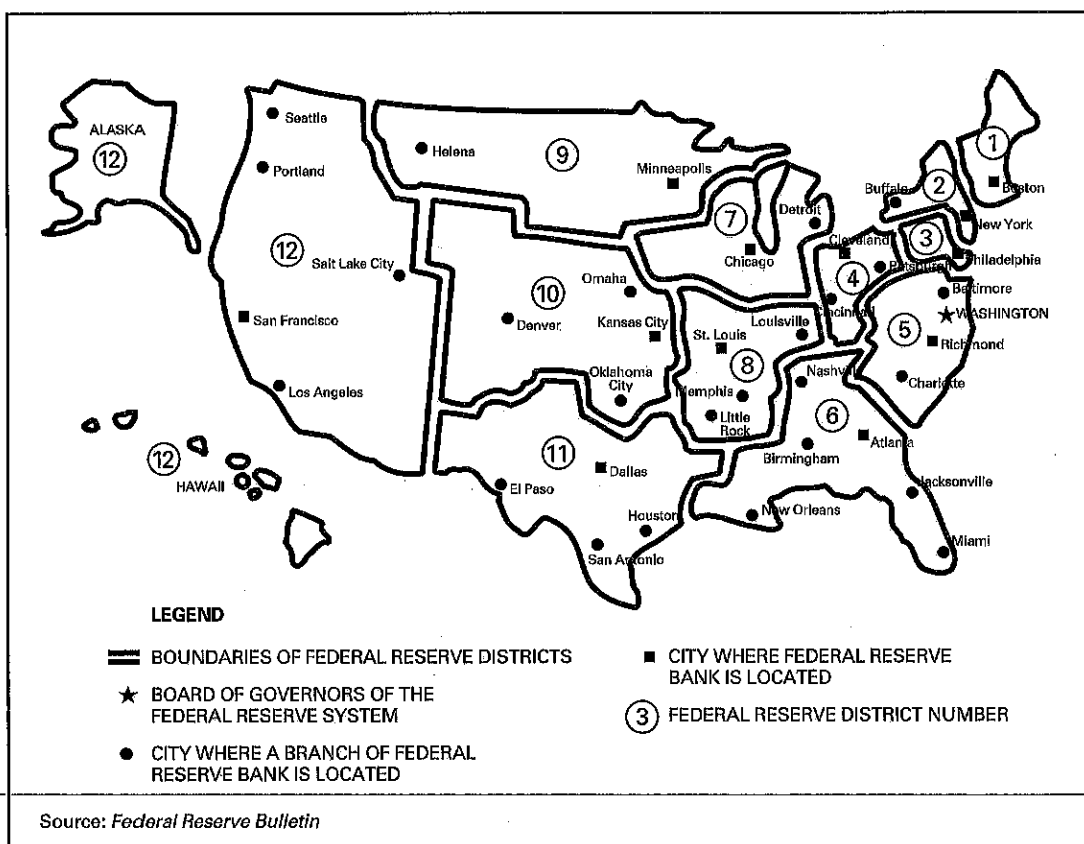 ALASKA
12
Seattle
Portland
12
Salt Lake City
San Francisco
Los Angeles
12
HAWAII
Helena
9
Minneapolis
10
Omaha
Denver
Kansas City
Oklahoma
City
11
Dallas
El Paso
Houston
San Antonio
7
Detroit
Chicago
St. Louis
Louisville
8
Memphis
Little
Rock
Cleveland
4
Pittsburgh
Cincinnati
1
Boston
2
Buffalo
New York
3
Philadelphia
Baltimore
WASHINGTON
5
Richmond
Charlotte
Nashville
6
Atlanta
Birmingham
Jacksonville
New Orleans
Miami
LEGEND
BOUNDARIES OF FEDERAL RESERVE DISTRICTS
BOARD OF GOVERNORS OF THE
FEDERAL RESERVE SYSTEM
CITY WHERE A BRANCH OF FEDERAL
RESERVE BANK IS LOCATED
CITY WHERE FEDERAL RESERVE
BANK IS LOCATED
3 FEDERAL RESERVE DISTRICT NUMBER
Source: Federal Reserve Bulletin